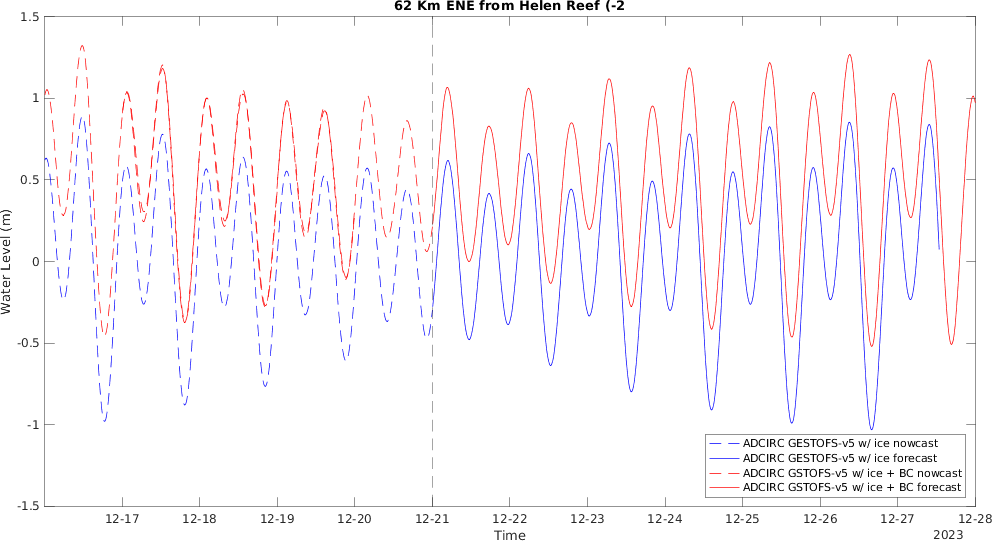 62 Km ENE from Helen Reef (-2
1.5
1
0.5
0
-0.5
-1
-1.5
Water Level (m)
12-17 12-18 12-19 12-20 12-21 12-22 12-23 12-24 12-25 12-26 12-27 12-28
Time
2023
ADCIRC GESTOFS-v5 w/ ice nowcast
ADCIRC GESTOFS-v5 w/ ice forecast
ADCIRC GSTOFS-v5 w/ ice + BC nowcast
ADCIRC GSTOFS-v5 w/ ice + BC forecast